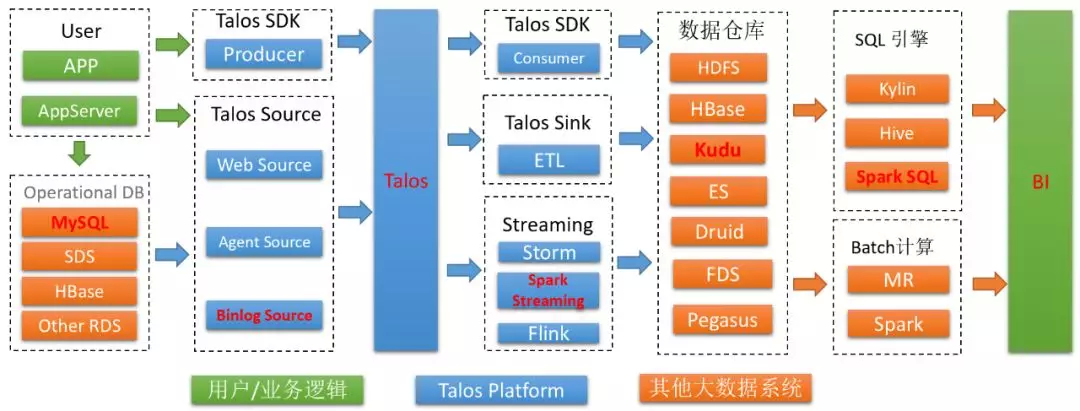 User
APP
AppServer
Operational DB
MySQL
SDS
HBase
Other RDS
Talos SDK
Producer
Talos Source
Web Source
Agent Source
Binlog Source
Talos
Talos SDK
Consumer
Talos Sink
ETL
Streaming
Storm
Spark
Streaming
Flink
数据仓库
HDFS
HBase
Kudu
ES
Druid
FDS
Pegasus
SQL 引擎
Kylin
Hive
Spark SQL
Batch计算
MR
Spark
BI
用户/业务逻辑
Talos Platform
其他大数据系统